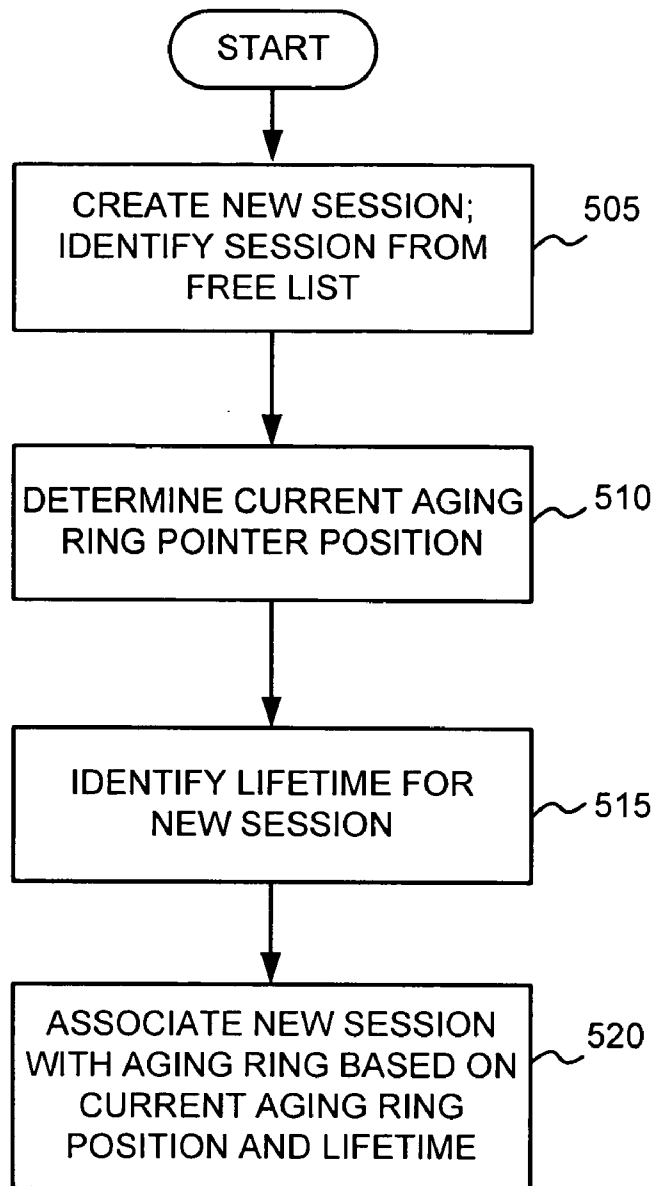 START
CREATE NEW SESSION;
IDENTIFY SESSION FROM
FREE LIST
505
DETERMINE CURRENT AGING
RING POINTER POSITION
510
IDENTIFY LIFETIME FOR
NEW SESSION
515
ASSOCIATE NEW SESSION
WITH AGING RING BASED ON
CURRENT AGING RING
POSITION AND LIFETIME
520